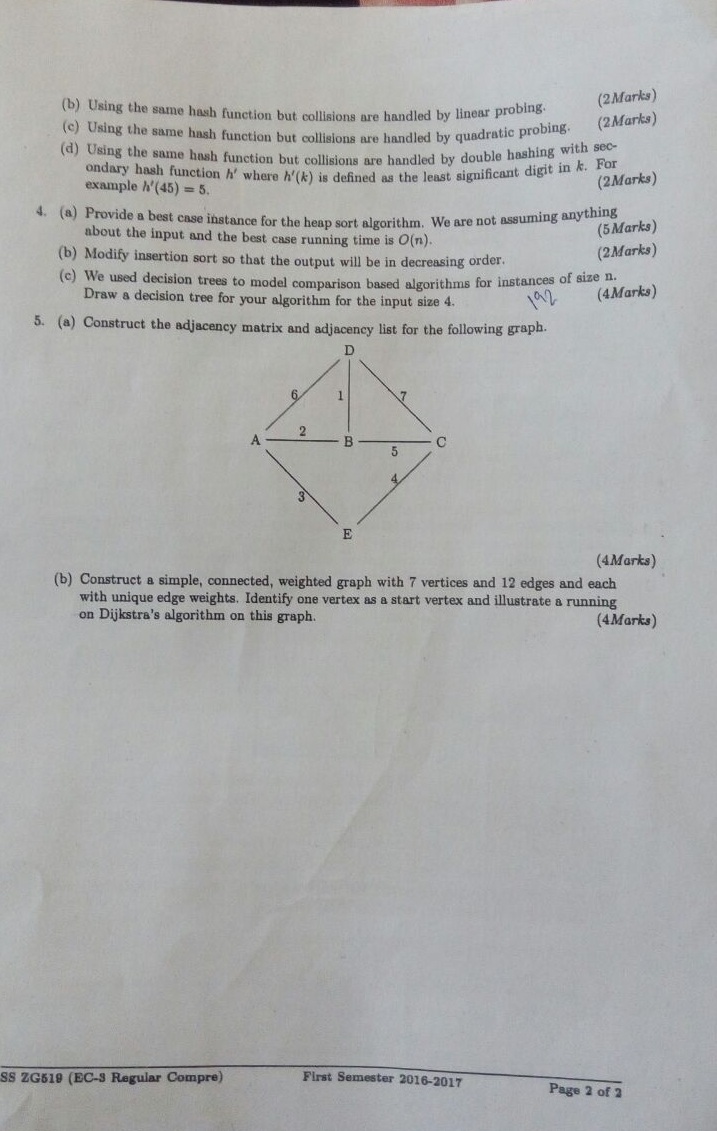 (b) Using the same hash function but collisions are handled by linear probing. (2Marks)
(c) Using the same hash function but collisions are handled by quadratic probing. (2Marks)
(d) Using the same hash function but collisions are handled by double hashing with sec-
ondary hash function h′ where h′(k) is defined as the least significant digit in k. For
example h′(45) = 5. (2Marks)
4. (a) Provide a best case instance for the heap sort algorithm. We are not assuming anything
about the input and the best case running time is O(n). (5Marks)
(b) Modify insertion sort so that the output will be in decreasing order. (2Marks)
(c) We used decision trees to model comparison based algorithms for instances of size n.
Draw a decision tree for your algorithm for the input size 4. 192 (4Marks)
5. (a) Construct the adjacency matrix and adjacency list for the following graph.
D
6 1 7
2
A B C
5
4
3
E
(4Marks)
(b) Construct a simple, connected, weighted graph with 7 vertices and 12 edges and each
with unique edge weights. Identify one vertex as a start vertex and illustrate a running
on Dijkstra's algorithm on this graph. (4Marks)
SS ZG519 (EC-3 Regular Compre) First Semester 2016-2017 Page 2 of 2